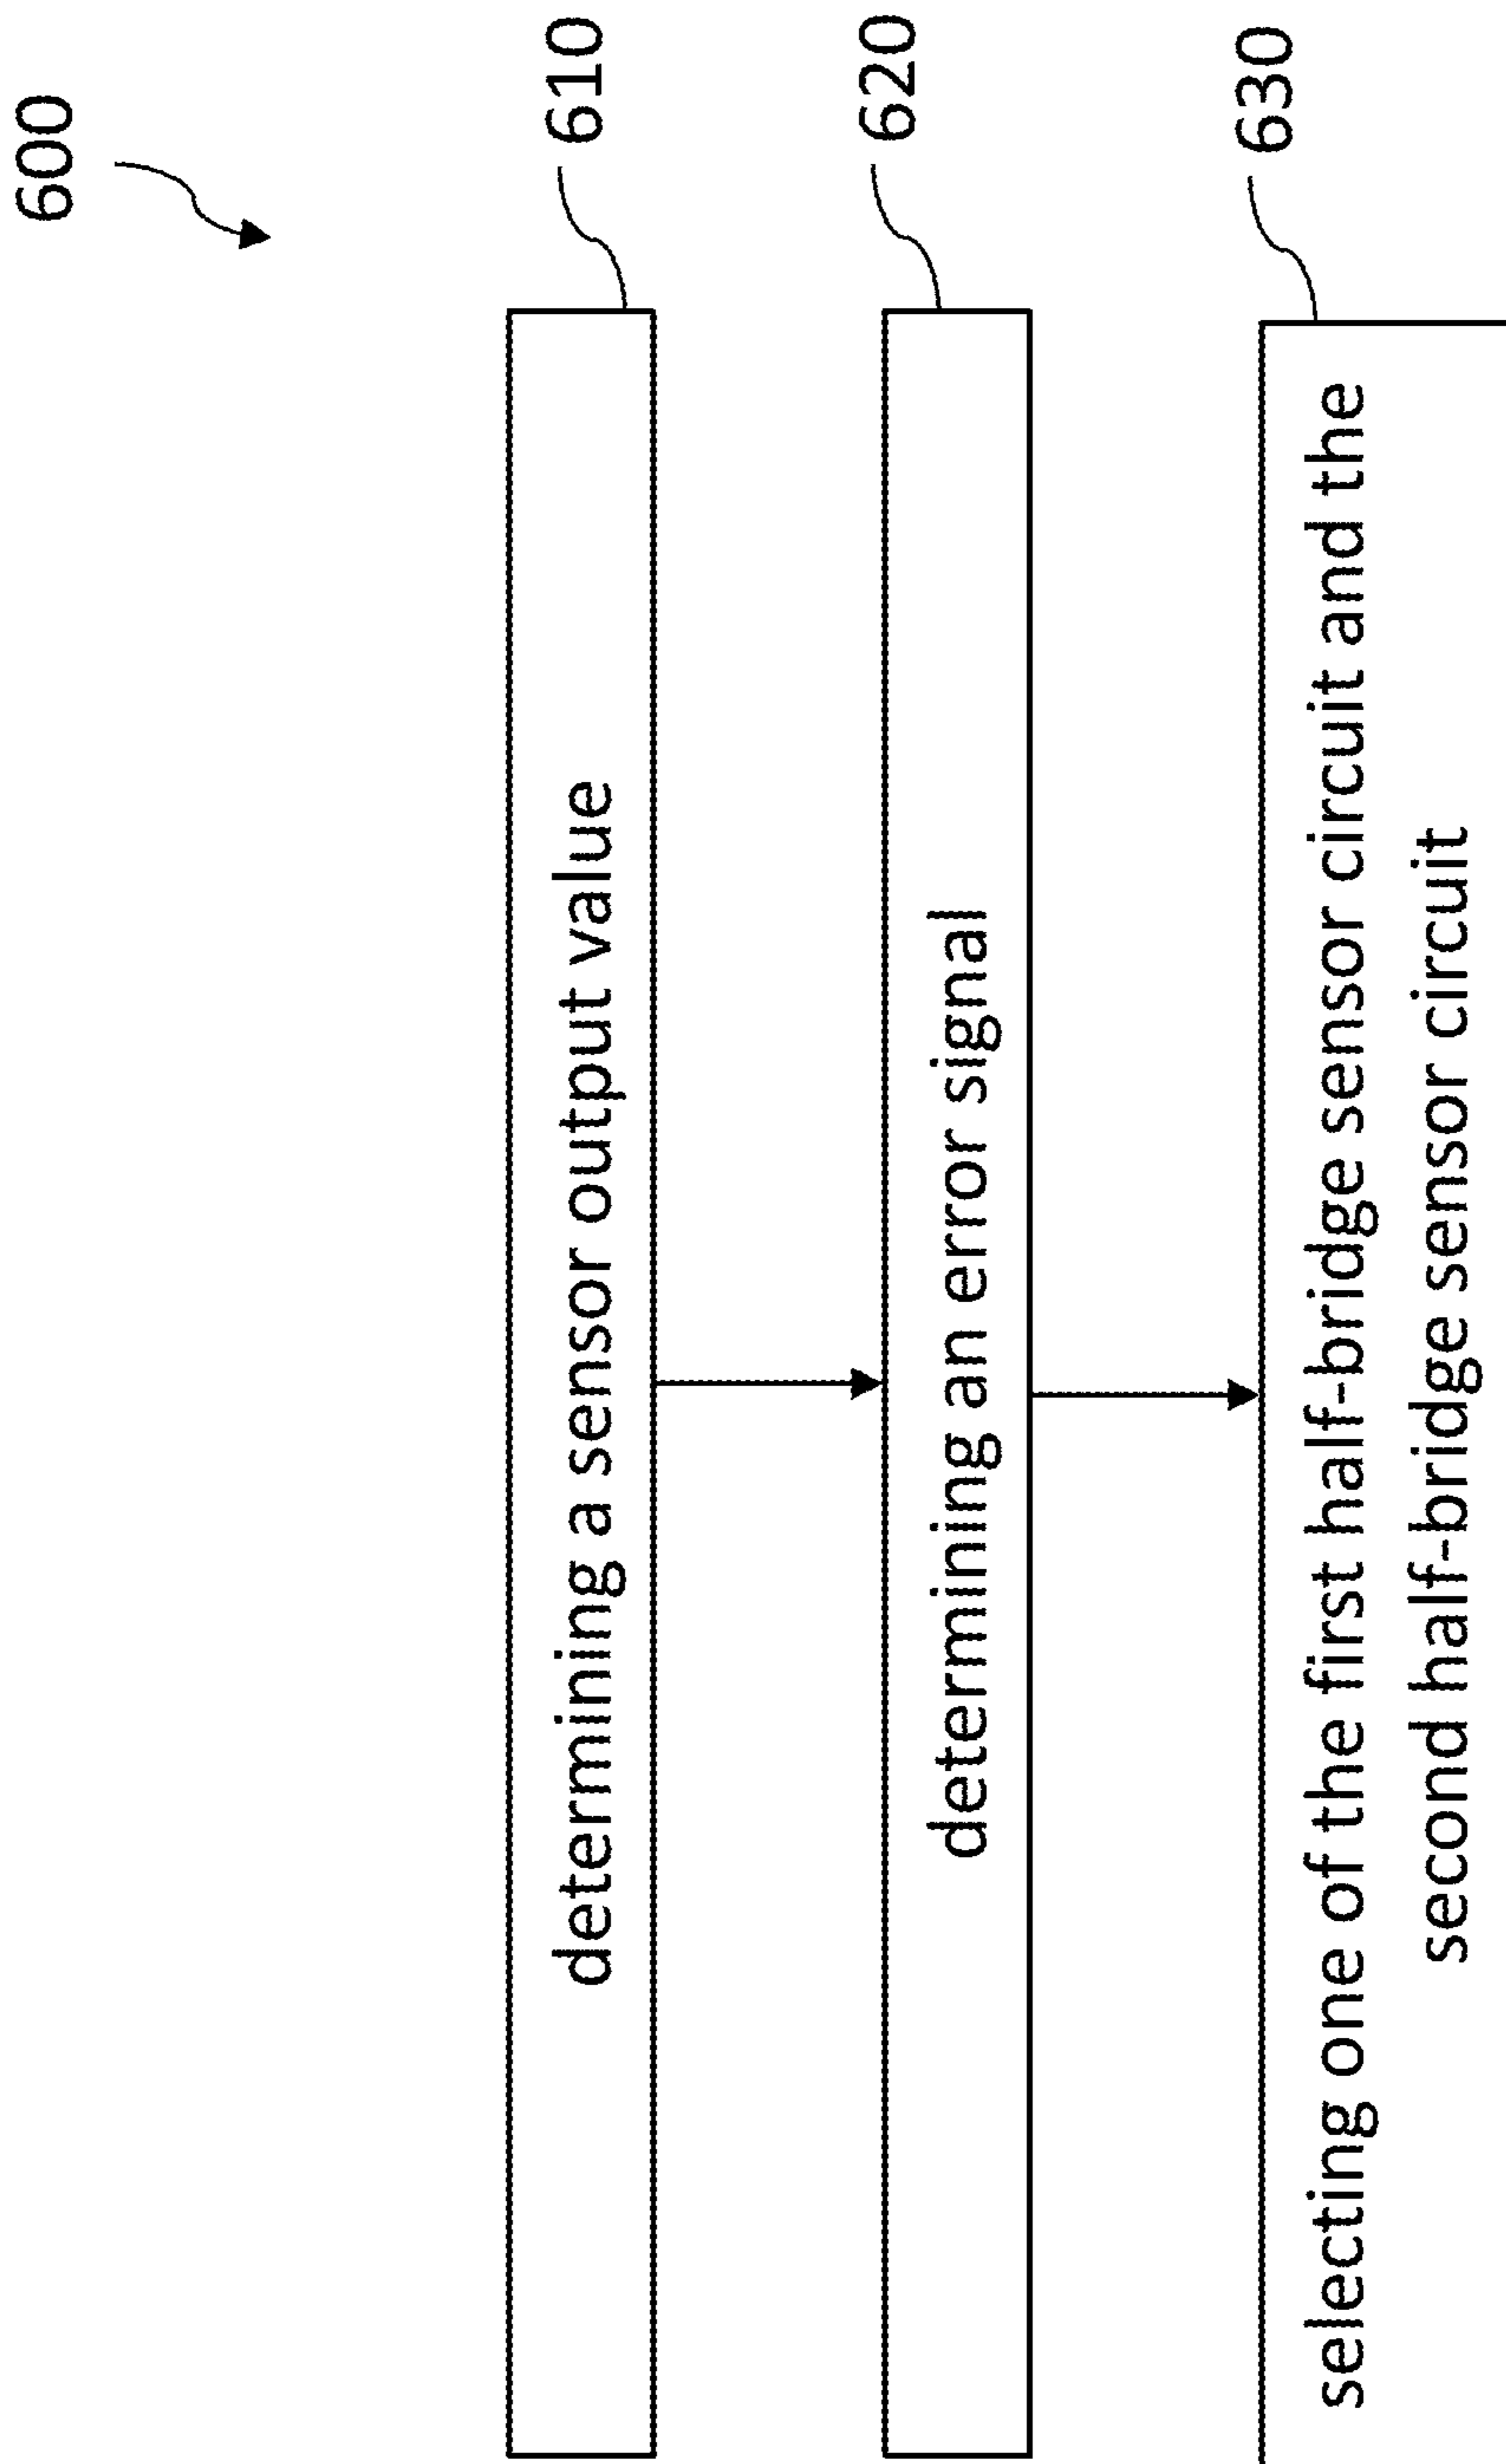 600
610
determining a sensor output value
620
determining an error signal
630
selecting one of the first half-bridge sensor circuit and the
second half-bridge sensor circuit